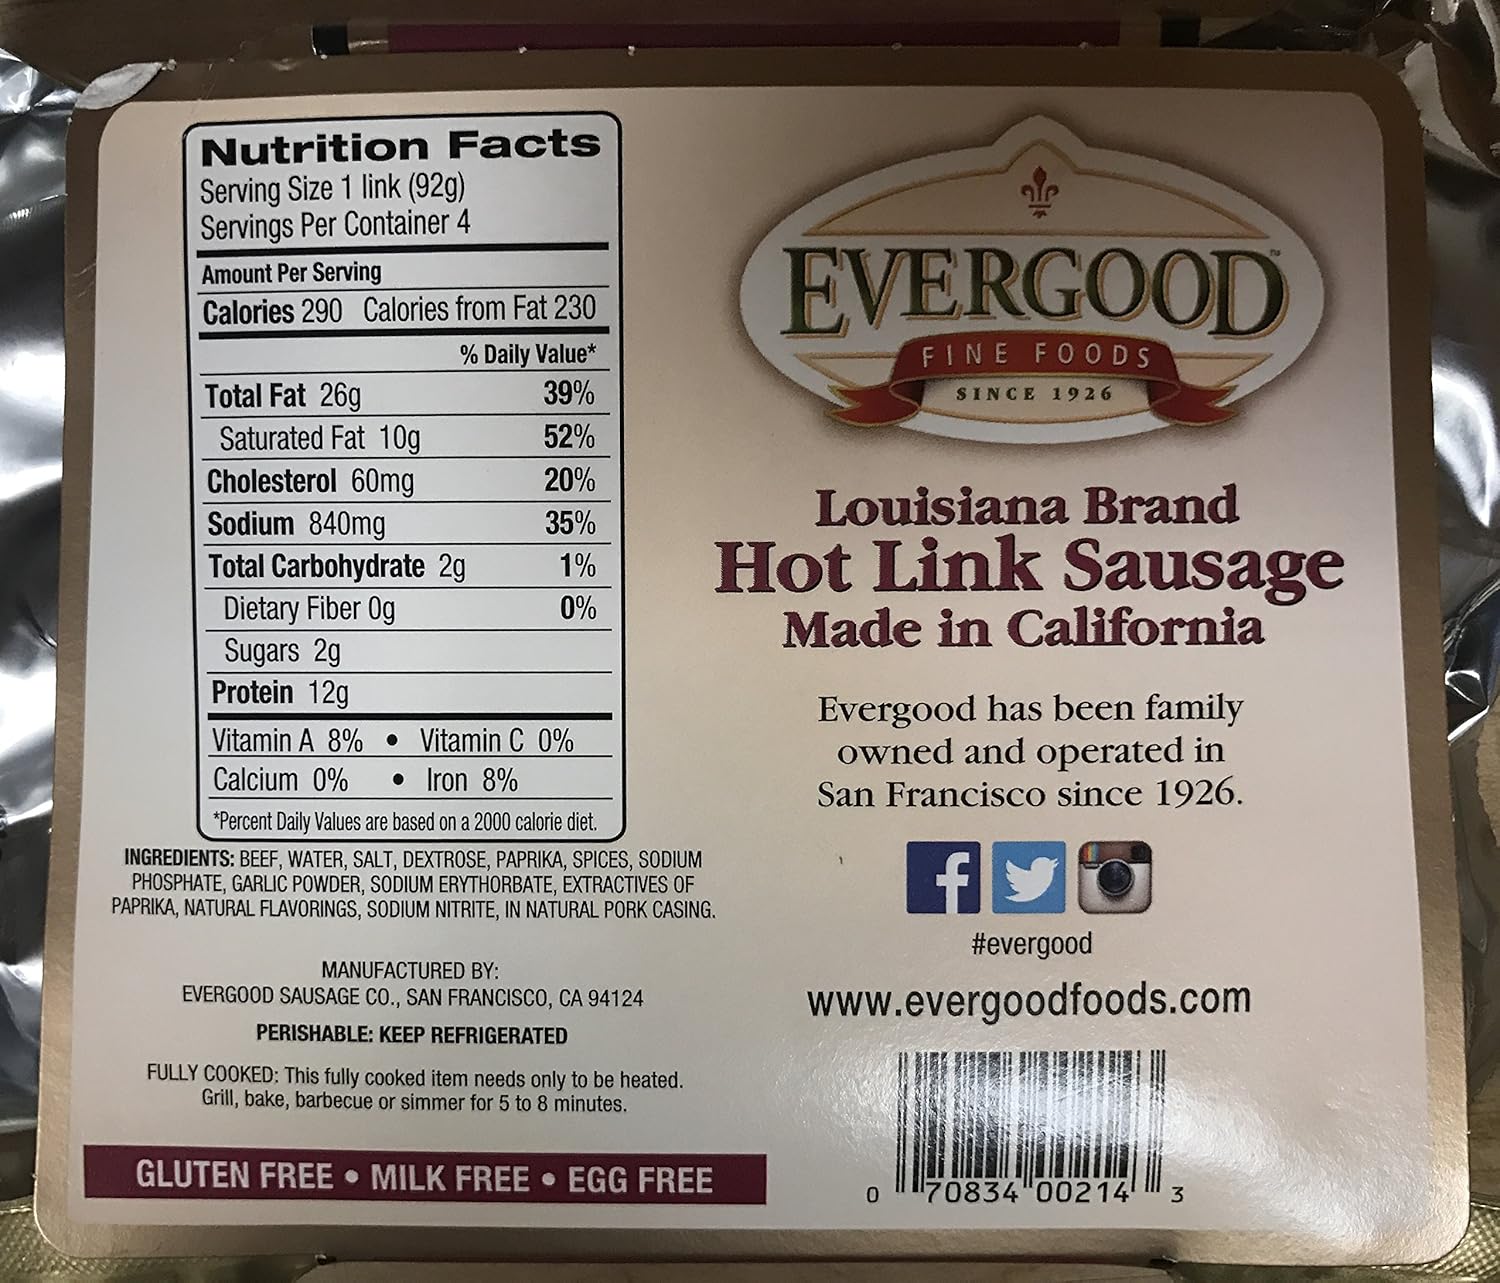 Nutrition Facts
Serving Size 1 link (92g)
Servings Per Container 4
Amount Per Serving
Calories 290 Calories from Fat 230
% Daily Value*
Total Fat 26g 39%
Saturated Fat 10g 52%
Cholesterol 60mg 20%
Sodium 840mg 35%
Total Carbohydrate 2g 1%
Dietary Fiber 0g 0%
Sugars 2g
Protein 12g
Vitamin A 8% • Vitamin C 0%
Calcium 0% • Iron 8%
*Percent Daily Values are based on a 2000 calorie diet.
INGREDIENTS: BEEF, WATER, SALT, DEXTROSE, PAPRIKA, SPICES, SODIUM
PHOSPHATE, GARLIC POWDER, SODIUM ERYTHORBATE, EXTRACTIVES OF
PAPRIKA, NATURAL FLAVORINGS, SODIUM NITRITE, IN NATURAL PORK CASING.
MANUFACTURED BY:
EVERGOOD SAUSAGE CO., SAN FRANCISCO, CA 94124
PERISHABLE: KEEP REFRIGERATED
FULLY COOKED: This fully cooked item needs only to be heated.
Grill, bake, barbecue or simmer for 5 to 8 minutes.
GLUTEN FREE • MILK FREE • EGG FREE
EVERGOOD™
FINE FOODS
SINCE 1926
Louisiana Brand
Hot Link Sausage
Made in California
Evergood has been family
owned and operated in
San Francisco since 1926.
#evergood
www.evergoodfoods.com
0 70834 00214 3